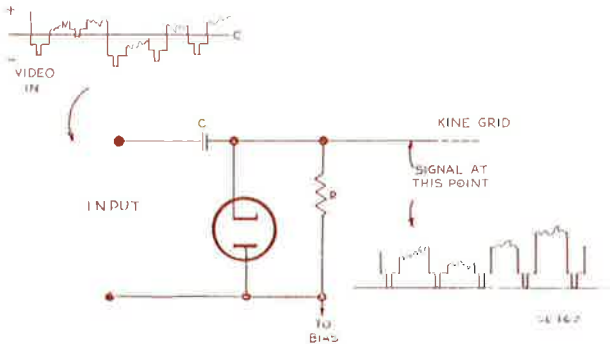 +
C
-
VIDEO
IN
C
KINE GRID
SIGNAL AT
THIS POINT
INPUT
R
TO
BIAS